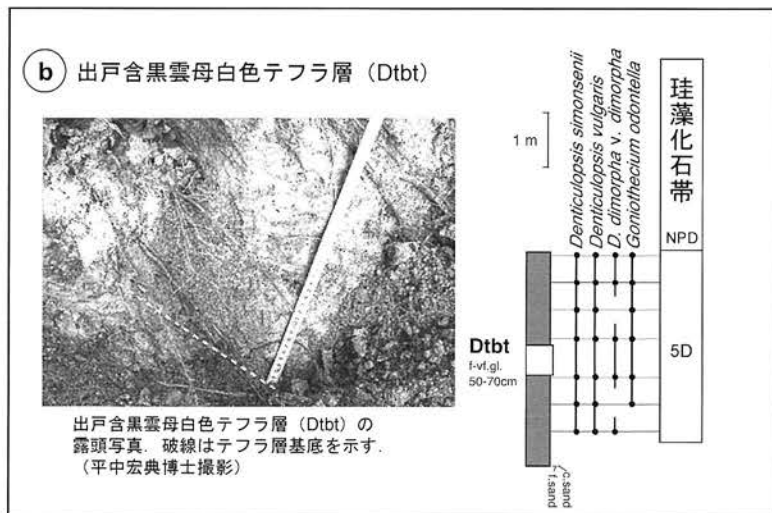 b 出戸含黒雲母白色テフラ層（Dtbt）
出戸含黒雲母白色テフラ層（Dtbt）の
露頭写真．破線はテフラ層基底を示す．
（平中宏典博士撮影）
1 m
Denticulopsis simonsenii
Denticulopsis vulgaris
D. dimorpha v. dimorpha
Goniothecium odontella
珪藻化石帯
NPD
5D
Dtbt
f-vf.gl.
50-70cm
f.sand
c.sand